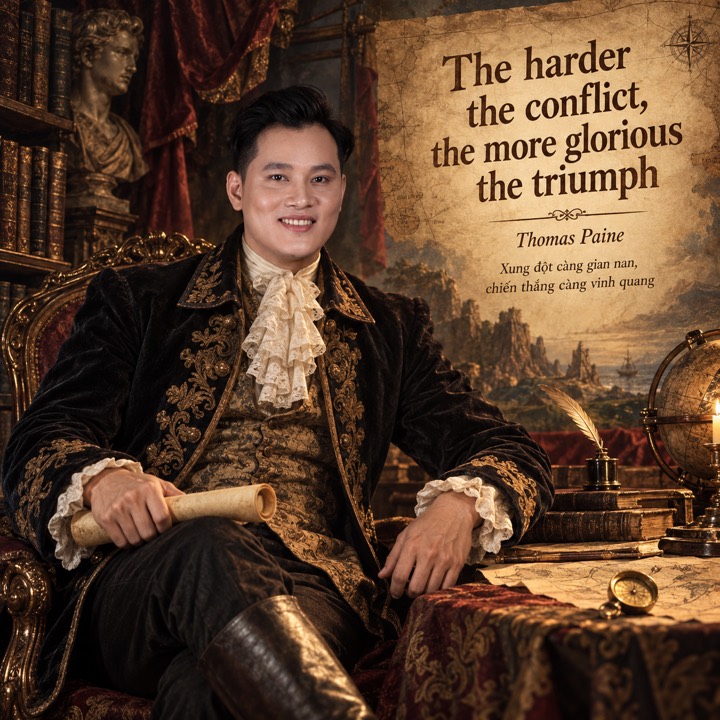 The harder
the conflict,
the more glorious
the triumph
Thomas Paine
Xung đột càng gian nan,
chiến thắng càng vinh quang